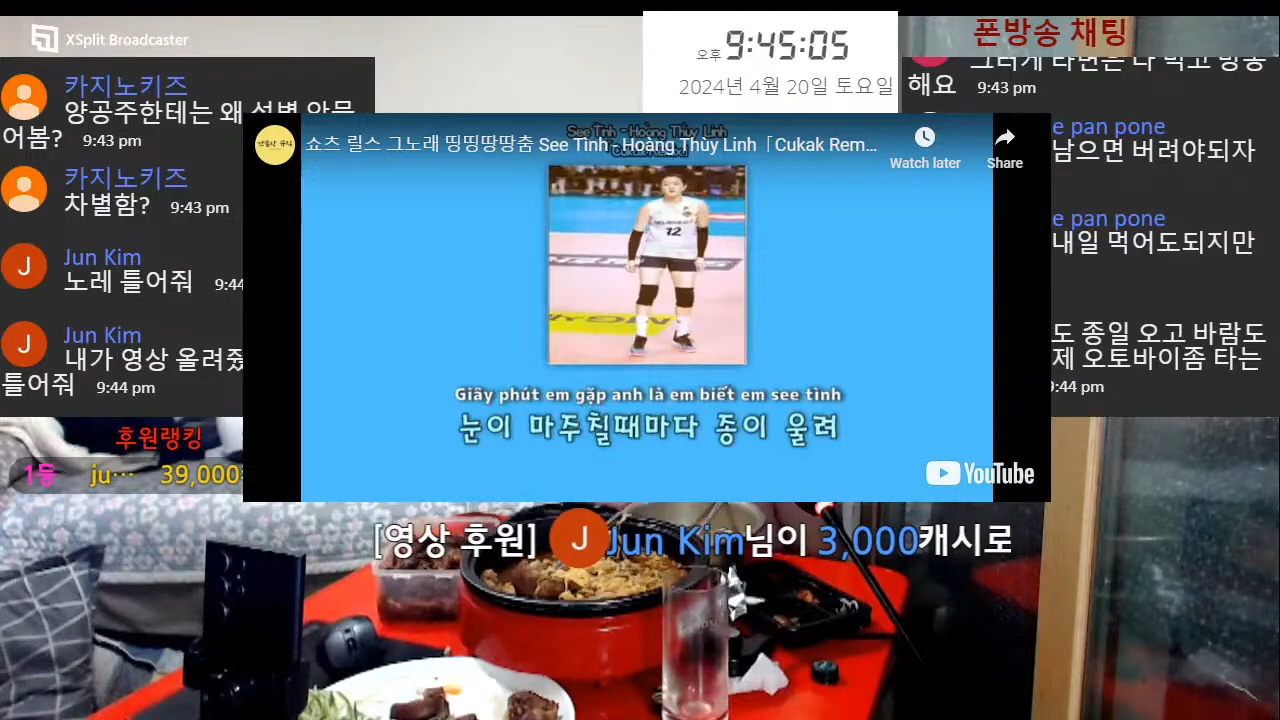 XSplit Broadcaster
오후 9:45:05
2024년 4월 20일 토요일
폰방송 채팅
카지노키즈
양공주한테는 왜
어봄? 9:43 pm
카지노키즈
차별함? 9:43 pm
Jun Kim
노레 틀어줘 9:44
Jun Kim
내가 영상 올려줬
틀어줘 9:44 pm
해요 9:43 pm
e pan pone
남으면 버려야되자
e pan pone
내일 먹어도되지만
도 종일 오고 바람도
제 오토바이좀 타는
9:44 pm
See Tình - Hoàng Thùy Linh
쇼츠 릴스 그노래 띵띵땅땅춤 See Tình - Hoàng Thùy Linh「Cukak Rem...
Watch later
Share
12
Giây phút em gặp anh là em biết em see tình
눈이 마주칠때마다 종이 울려
YouTube
후원랭킹
1등 ju… 39,000
[영상 후원] J Jun Kim님이 3,000캐시로